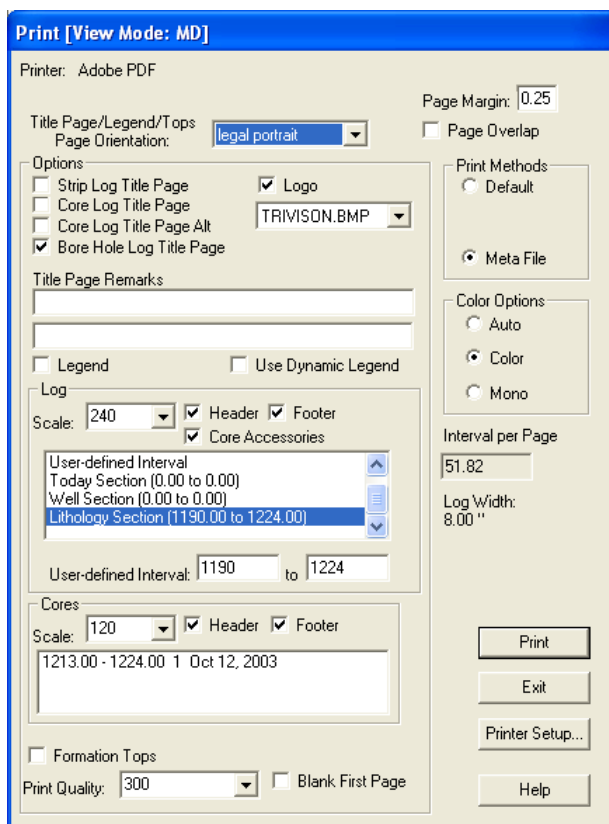 Print [View Mode: MD]
Printer: Adobe PDF
Page Margin: 0.25
Title Page/Legend/Tops
Page Orientation: legal portrait
Page Overlap
Options
Strip Log Title Page
Logo
Core Log Title Page
TRIVISON.BMP
Core Log Title Page Alt
Bore Hole Log Title Page
Title Page Remarks
Legend
Use Dynamic Legend
Print Methods
Default
Meta File
Color Options
Auto
Color
Mono
Log
Scale: 240
Header
Footer
Core Accessories
User-defined Interval
Today Section (0.00 to 0.00)
Well Section (0.00 to 0.00)
Lithology Section (1190.00 to 1224.00)
User-defined Interval: 1190 to 1224
Interval per Page
51.82
Log Width:
8.00 "
Cores
Scale: 120
Header
Footer
1213.00 - 1224.00 1 Oct 12, 2003
Formation Tops
Print Quality: 300
Blank First Page
Print
Exit
Printer Setup...
Help